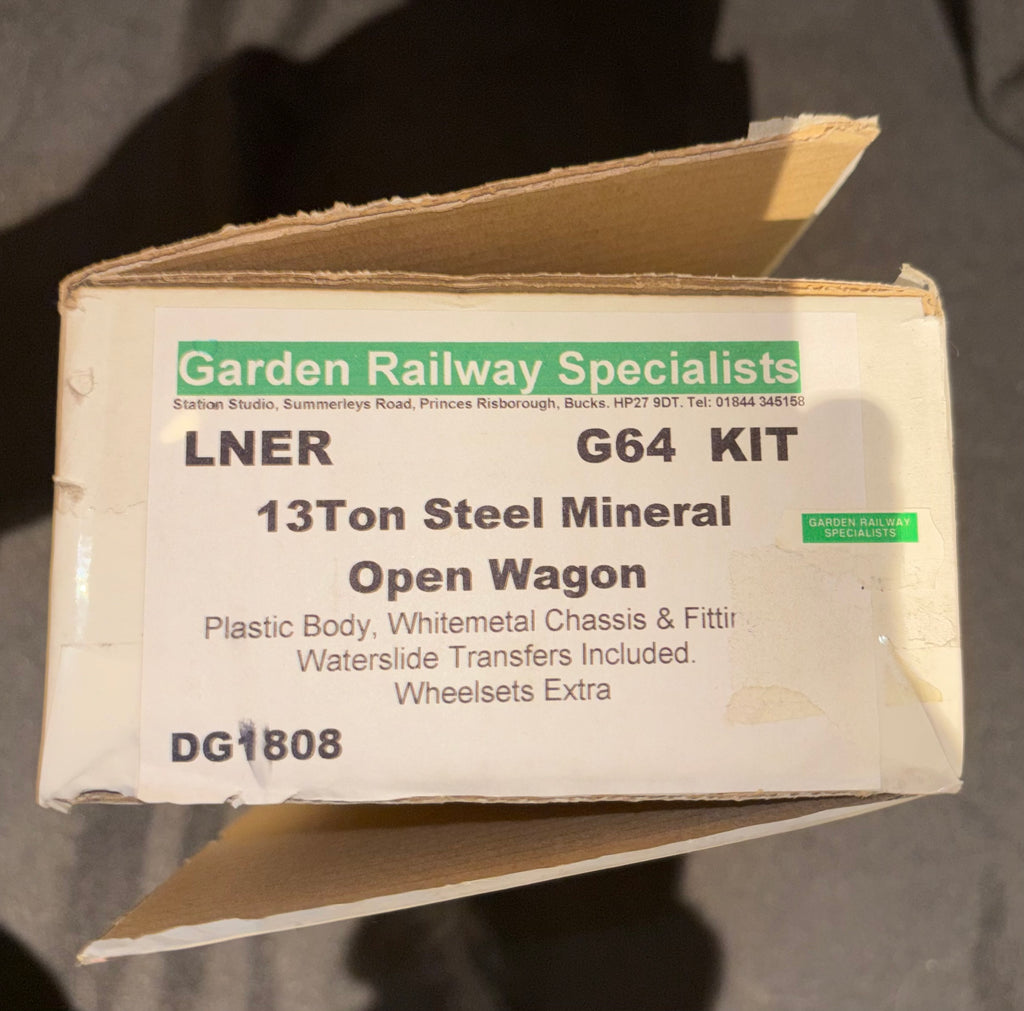 Garden Railway Specialists
Station Studio, Summerleys Road, Princes Risborough, Bucks. HP27 9DT. Tel: 01844 345158
LNER G64 KIT
13Ton Steel Mineral
GARDEN RAILWAY
SPECIALISTS
Open Wagon
Plastic Body, Whitemetal Chassis &
Waterslide Transfers Included.
Wheelsets Extra
DG1808